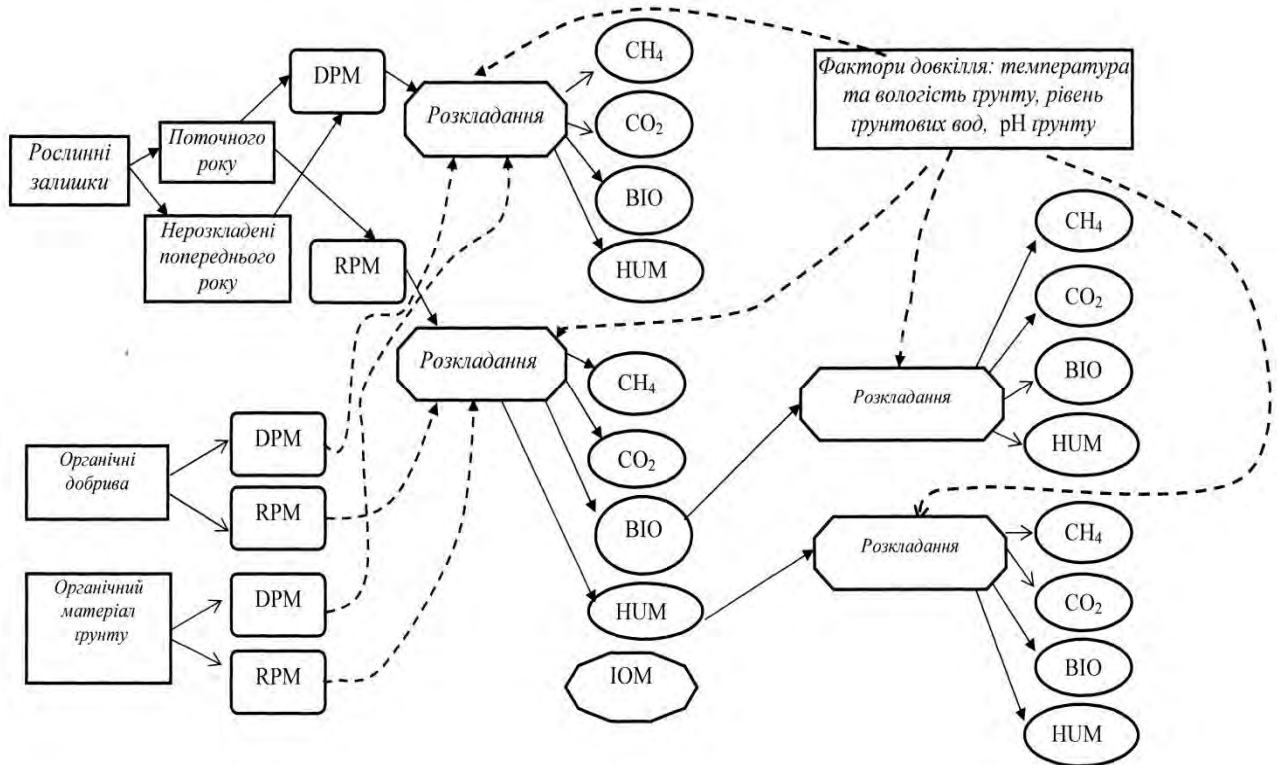 Рослинні
залишки
Поточного
року
Нерозкладені
попереднього
року
DPM
RPM
Розкладання
CH₄
CO₂
BIO
HUM
Фактори довкілля: температура
та вологість ґрунту, рівень
ґрунтових вод, pH ґрунту
Розкладання
CH₄
CO₂
BIO
HUM
IOM
Органічні
добрива
DPM
RPM
Органічний
матеріал
ґрунту
DPM
RPM
Розкладання
CH₄
CO₂
BIO
HUM
Розкладання
CH₄
CO₂
BIO
HUM